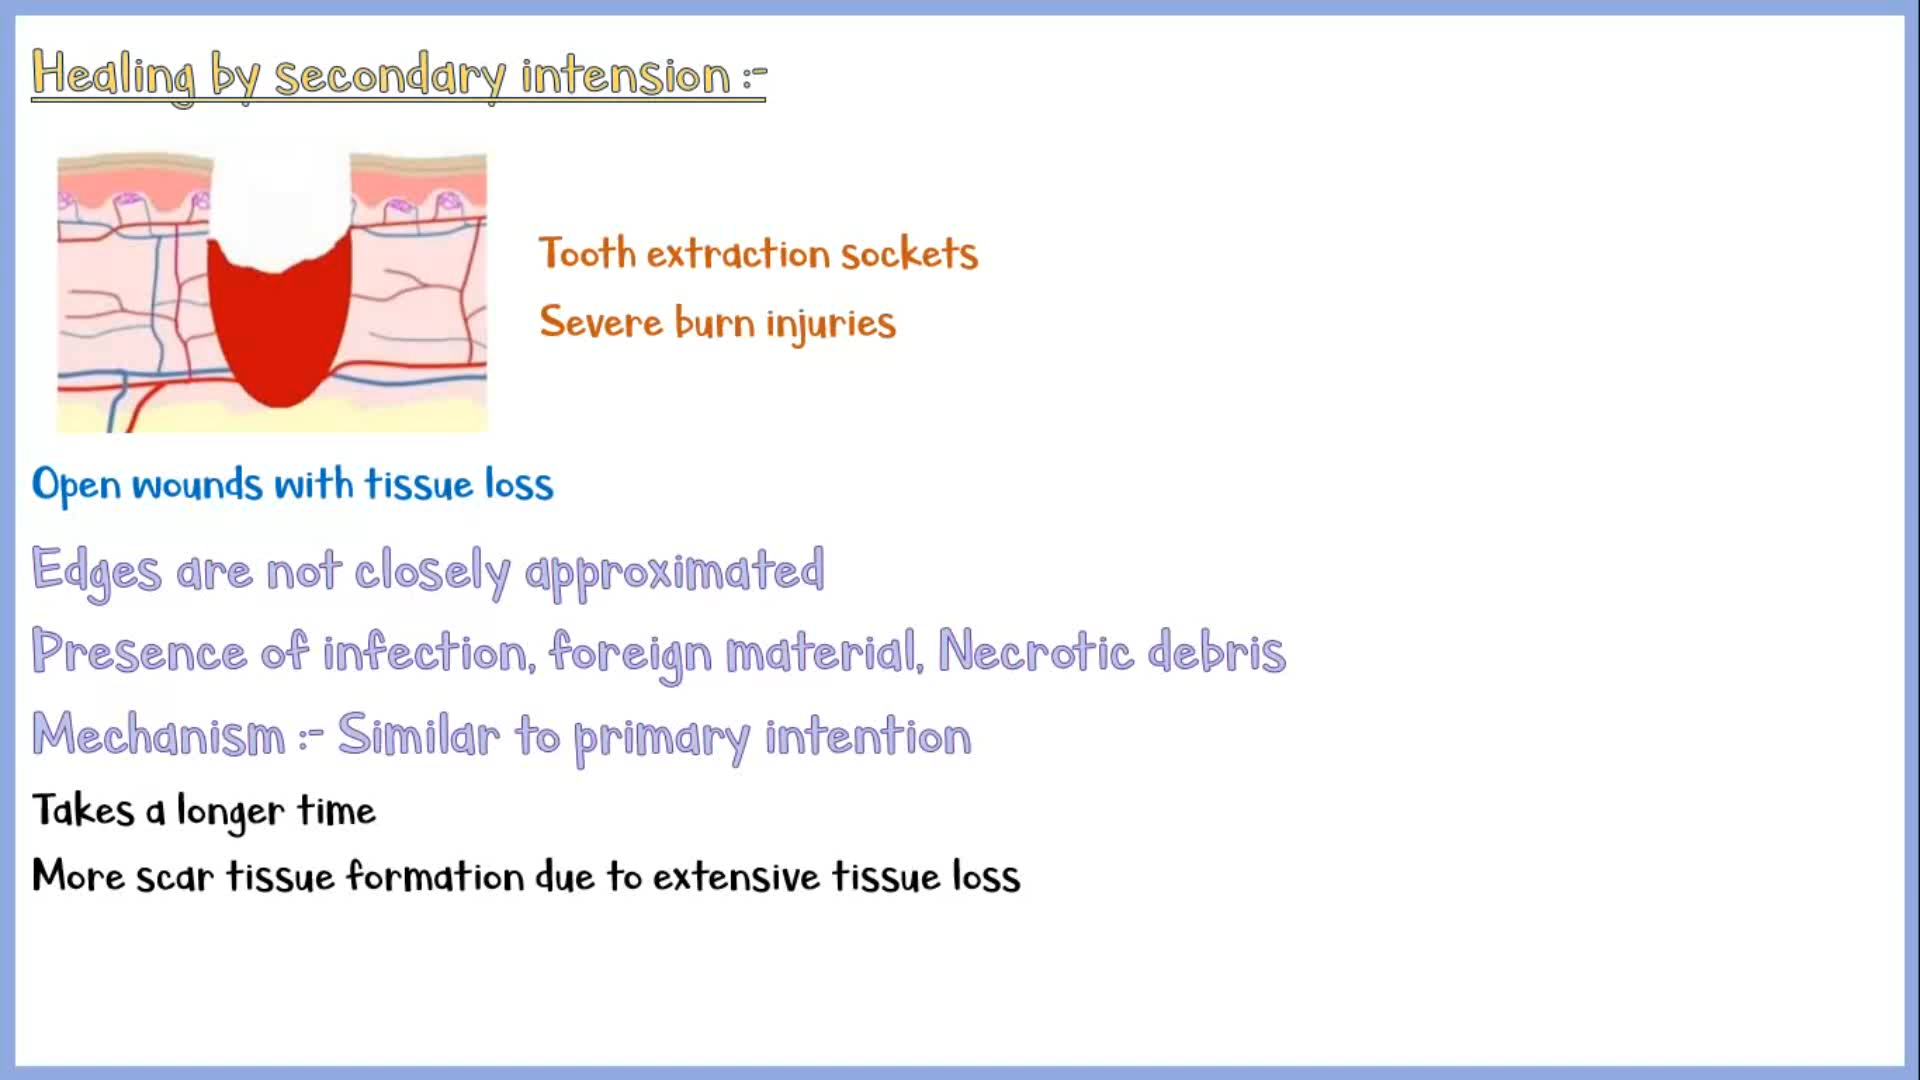 Healing by secondary intension :-
Tooth extraction sockets
Severe burn injuries
Open wounds with tissue loss
Edges are not closely approximated
Presence of infection, foreign material, Necrotic debris
Mechanism :- Similar to primary intention
Takes a longer time
More scar tissue formation due to extensive tissue loss